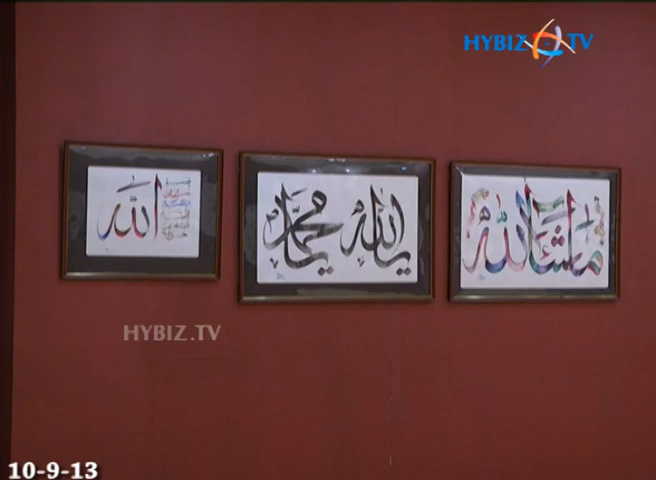 HYBIZ TV
الله
يا الله يا محمد
ما شاء الله
HYBIZ.TV
10-9-13